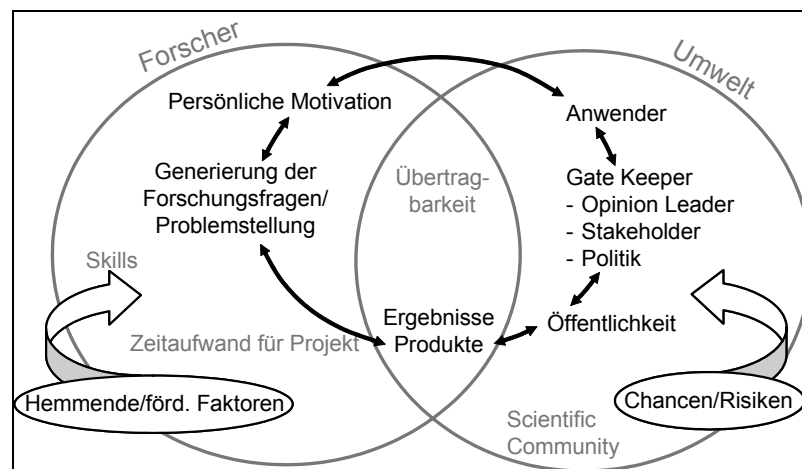 Forscher
Umwelt
Persönliche Motivation
Anwender
Generierung der
Forschungsfragen/
Problemstellung
Übertrag-
barkeit
Gate Keeper
- Opinion Leader
- Stakeholder
- Politik
Skills
Ergebnisse
Produkte
Öffentlichkeit
Zeitaufwand für Projekt
Hemmende/förd. Faktoren
Chancen/Risiken
Scientific
Community